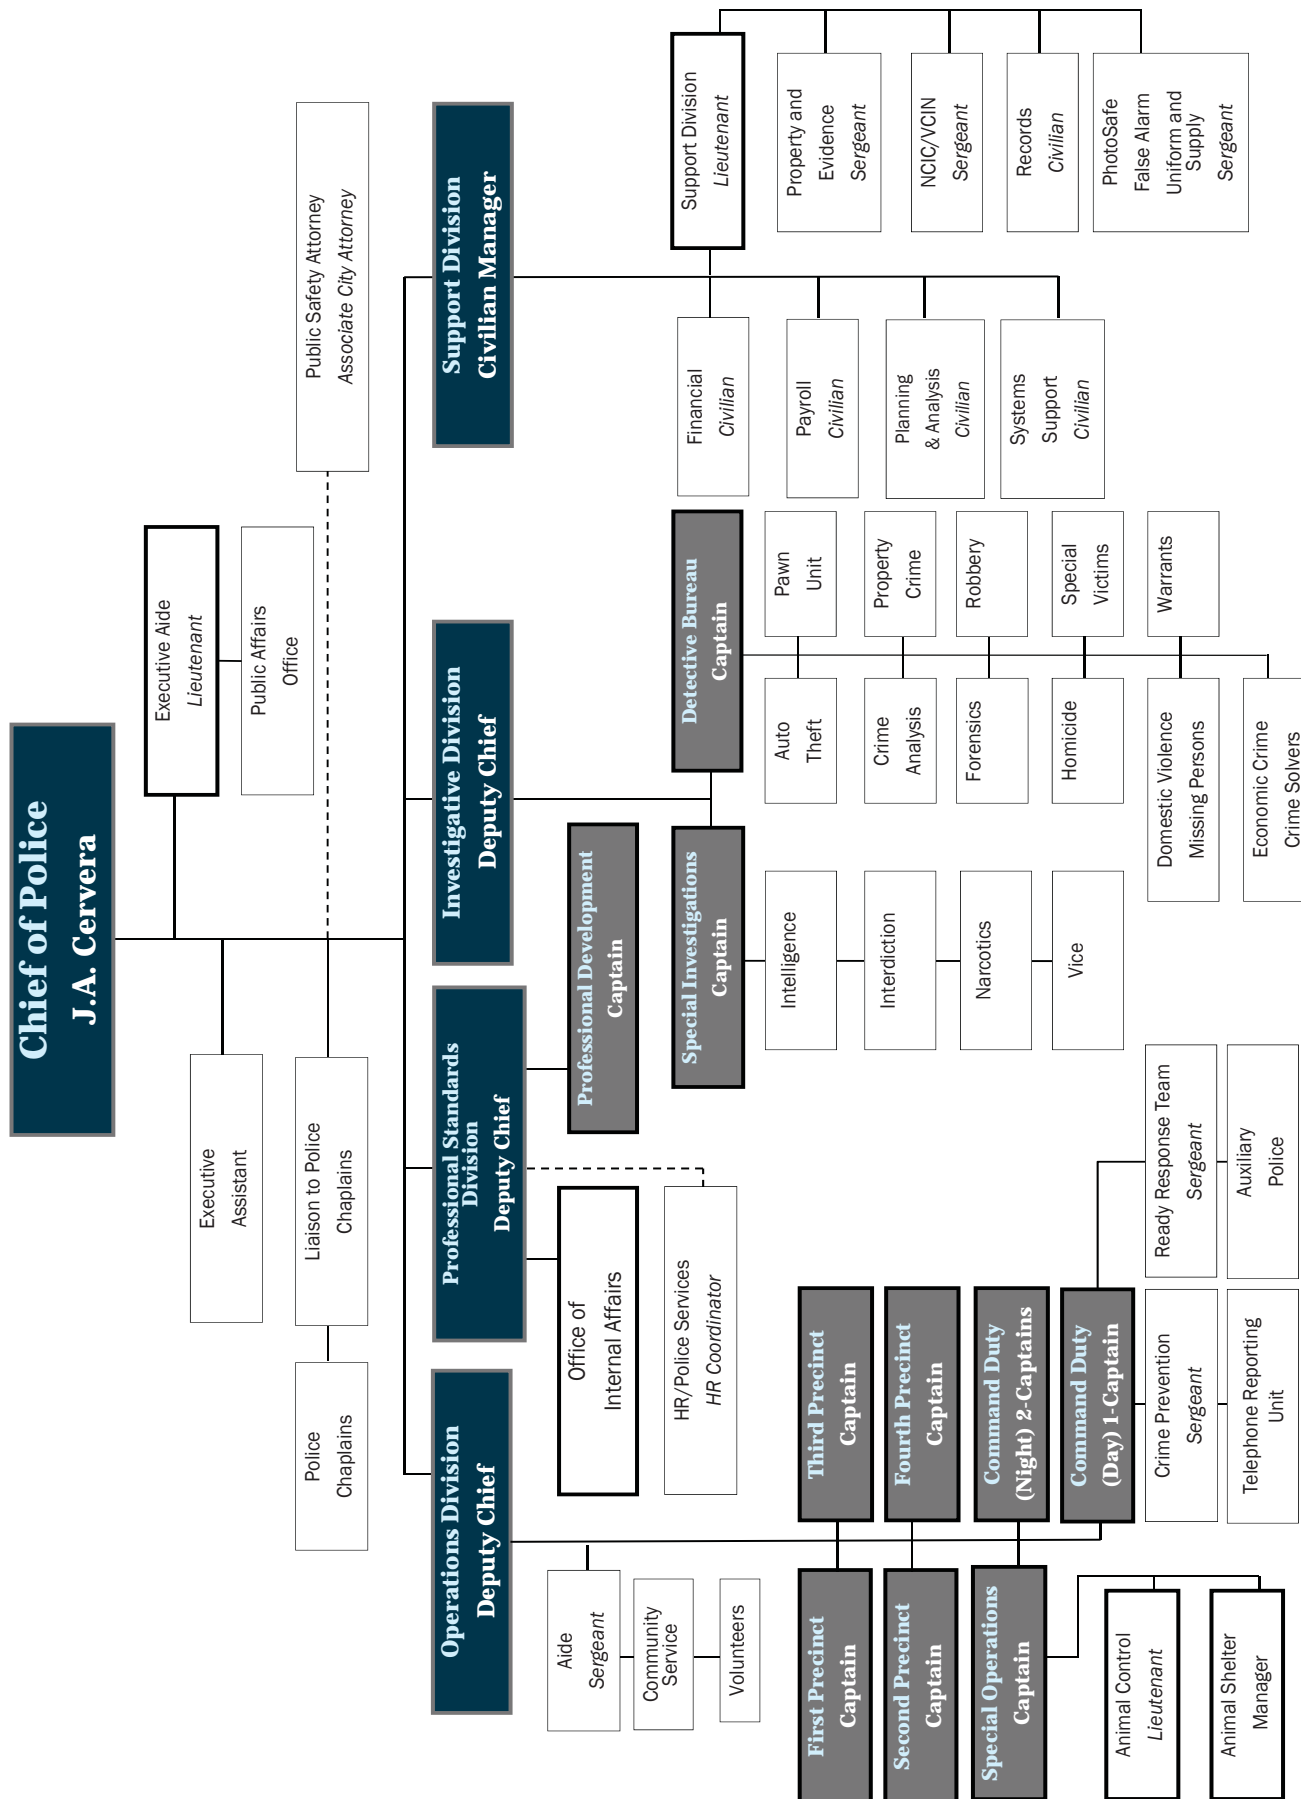 Chief of Police
J.A. Cervera
Executive Aide
Lieutenant
Public Affairs
Office
Executive
Assistant
Public Safety Attorney
Associate City Attorney
Liaison to Police
Chaplains
Police
Chaplains
Operations Division
Deputy Chief
Professional Standards
Division
Deputy Chief
Investigative Division
Deputy Chief
Support Division
Civilian Manager
Aide
Sergeant
Community
Service
Volunteers
First Precinct
Captain
Third Precinct
Captain
Second Precinct
Captain
Fourth Precinct
Captain
Special Operations
Captain
Command Duty
(Night) 2-Captains
Command Duty
(Day) 1-Captain
Animal Control
Lieutenant
Animal Shelter
Manager
Crime Prevention
Sergeant
Telephone Reporting
Unit
Ready Response Team
Sergeant
Auxiliary
Police
Office of
Internal Affairs
HR/Police Services
HR Coordinator
Professional Development
Captain
Special Investigations
Captain
Intelligence
Interdiction
Narcotics
Vice
Detective Bureau
Captain
Auto
Theft
Pawn
Unit
Crime
Analysis
Property
Crime
Forensics
Robbery
Homicide
Special
Victims
Domestic Violence
Missing Persons
Warrants
Economic Crime
Crime Solvers
Financial
Civilian
Payroll
Civilian
Planning
& Analysis
Civilian
Systems
Support
Civilian
Support Division
Lieutenant
Property and
Evidence
Sergeant
NCIC/VCIN
Sergeant
Records
Civilian
PhotoSafe
False Alarm
Uniform and
Supply
Sergeant